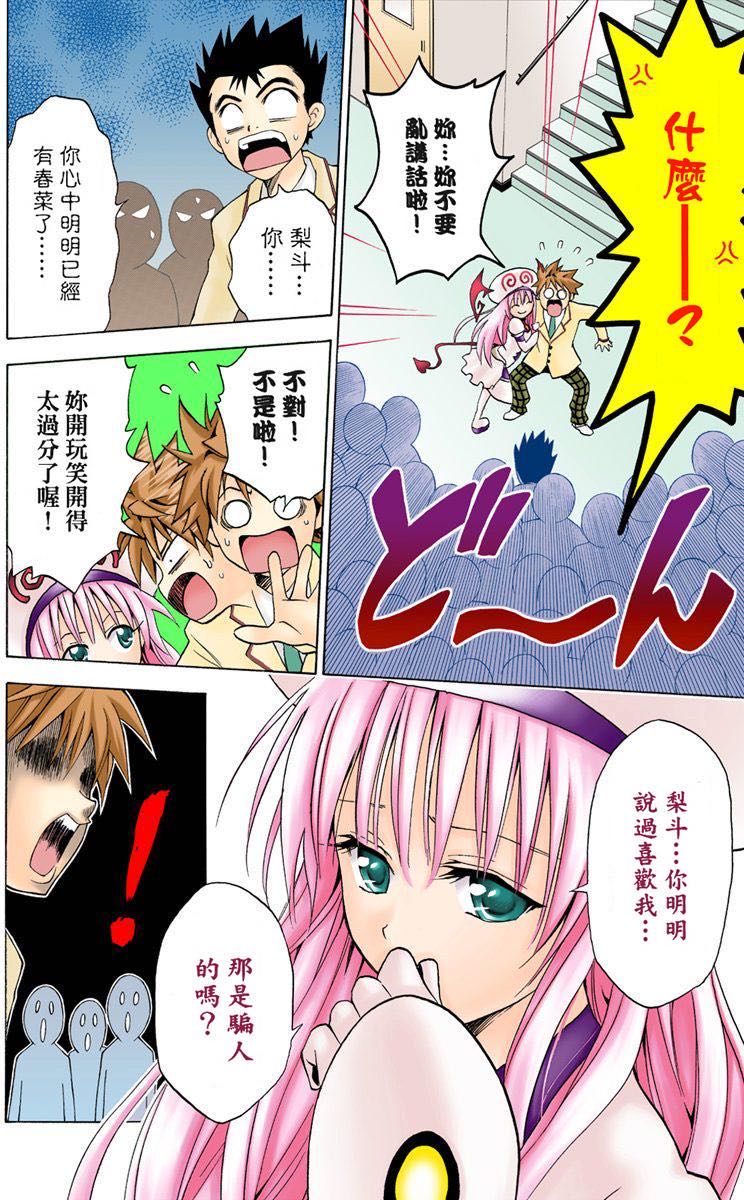 什麼——？
妳…妳不要
亂講話啦！
ど〜ん
梨斗…
你……
你心中明明已經
有春菜了……
不對！
不是啦！
妳開玩笑開得
太過分了喔！
梨斗…你明明
說過喜歡我…
！
那是騙人
的嗎？